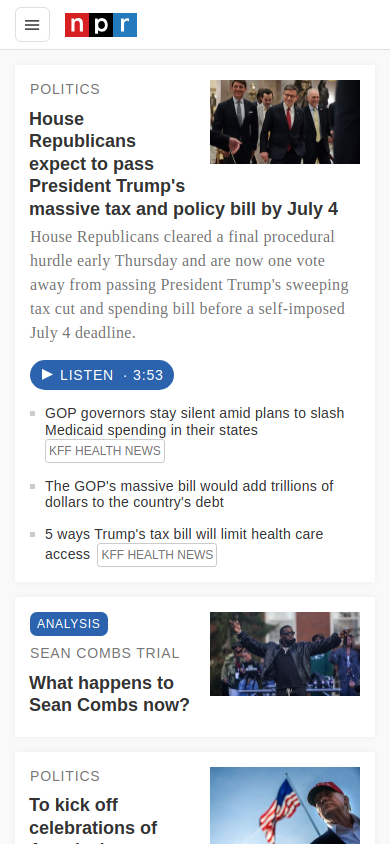 npr
POLITICS
House
Republicans
expect to pass
President Trump's
massive tax and policy bill by July 4
House Republicans cleared a final procedural
hurdle early Thursday and are now one vote
away from passing President Trump's sweeping
tax cut and spending bill before a self-imposed
July 4 deadline.
LISTEN · 3:53
GOP governors stay silent amid plans to slash
Medicaid spending in their states
KFF HEALTH NEWS
The GOP's massive bill would add trillions of
dollars to the country's debt
5 ways Trump's tax bill will limit health care
access KFF HEALTH NEWS
ANALYSIS
SEAN COMBS TRIAL
What happens to
Sean Combs now?
POLITICS
To kick off
celebrations of